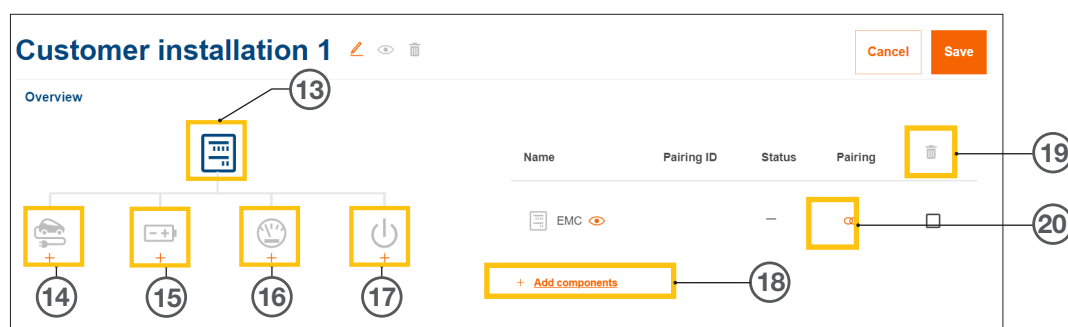 Customer installation 1
Cancel
Save
Overview
13
Name
Pairing ID
Status
Pairing
19
EMC
–
20
+ Add components
18
+
+
+
+
14
15
16
17